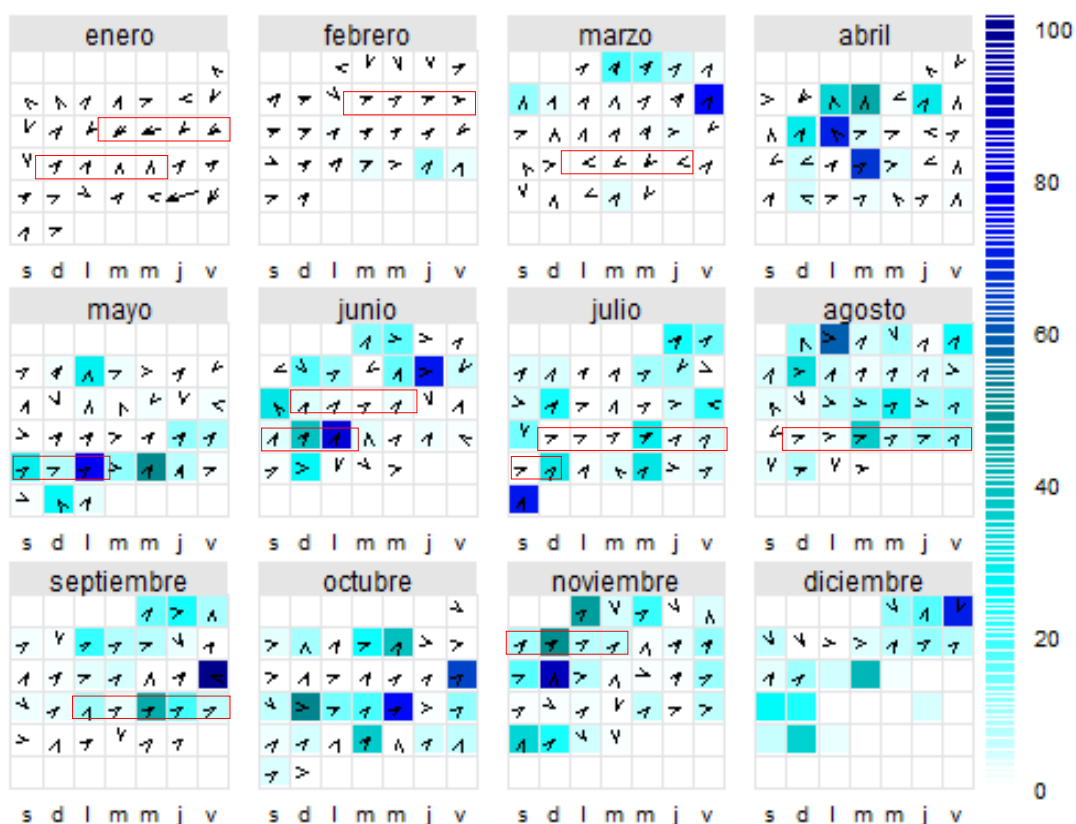 enero febrero marzo abril
s d l m m j v s d l m m j v s d l m m j v s d l m m j v
mayo junio julio agosto
s d l m m j v s d l m m j v s d l m m j v s d l m m j v
septiembre octubre noviembre diciembre
s d l m m j v s d l m m j v s d l m m j v s d l m m j v
100
80
60
40
20
0